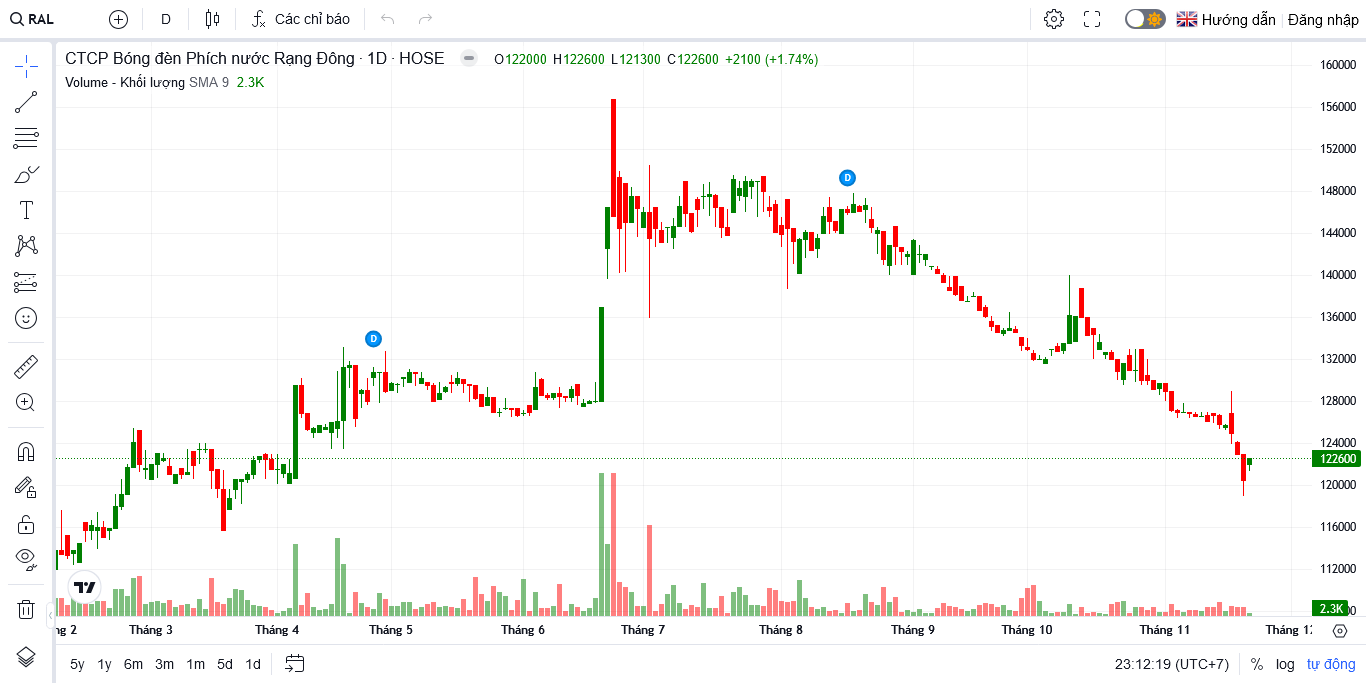 RAL D Các chỉ báo Hướng dẫn Đăng nhập
CTCP Bóng đèn Phích nước Rạng Đông · 1D · HOSE O122000 H122600 L121300 C122600 +2100 (+1.74%)
Volume - Khối lượng SMA 9 2.3K
160000
156000
152000
148000
144000
140000
136000
132000
128000
124000
122600
120000
116000
112000
2.3K
D
D
T
ng 2 Tháng 3 Tháng 4 Tháng 5 Tháng 6 Tháng 7 Tháng 8 Tháng 9 Tháng 10 Tháng 11 Tháng 12
5y 1y 6m 3m 1m 5d 1d 23:12:19 (UTC+7) % log tự động